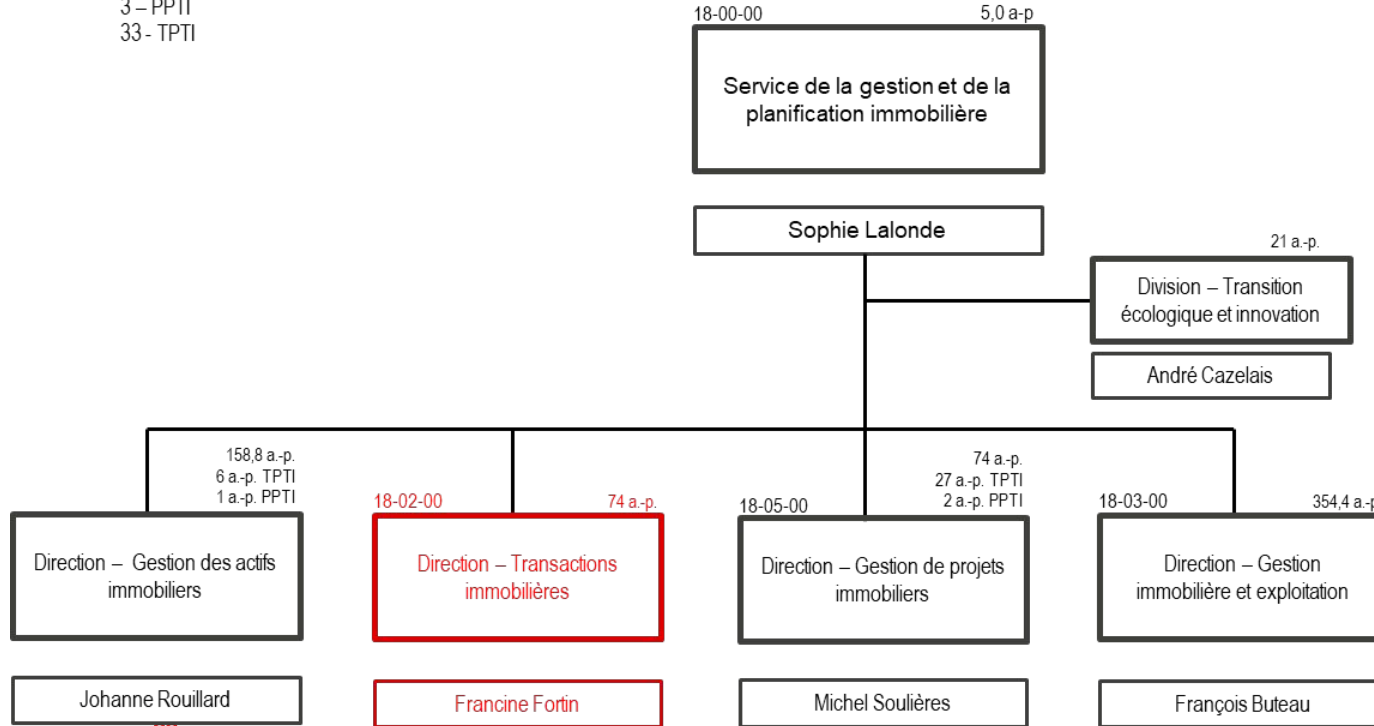 3 – PPTI
33 - TPTI
18-00-00 5,0 a-p
Service de la gestion et de la
planification immobilière
Sophie Lalonde
21 a.-p.
Division – Transition
écologique et innovation
André Cazelais
158,8 a.-p.
6 a.-p. TPTI
1 a.-p. PPTI
Direction – Gestion des actifs
immobiliers
Johanne Rouillard
18-02-00 74 a.-p.
Direction – Transactions
immobilières
Francine Fortin
74 a.-p.
27 a.-p. TPTI
18-05-00 2 a.-p. PPTI
Direction – Gestion de projets
immobiliers
Michel Soulières
18-03-00 354,4 a.-p
Direction – Gestion
immobilière et exploitation
François Buteau